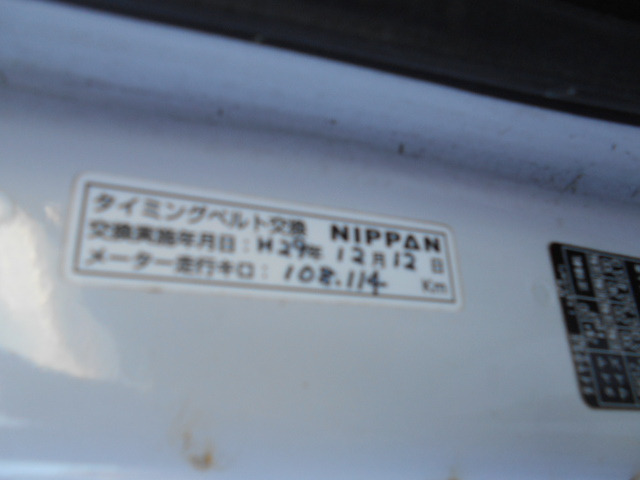 タイミングベルト交換 NIPPAN
交換実施年月日：H29年12月12日
メーター走行キロ：108.114 Km